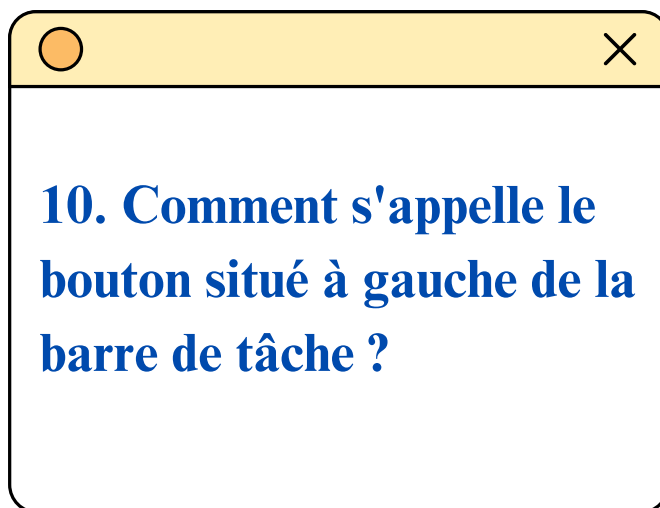 10. Comment s'appelle le
bouton situé à gauche de la
barre de tâche ?